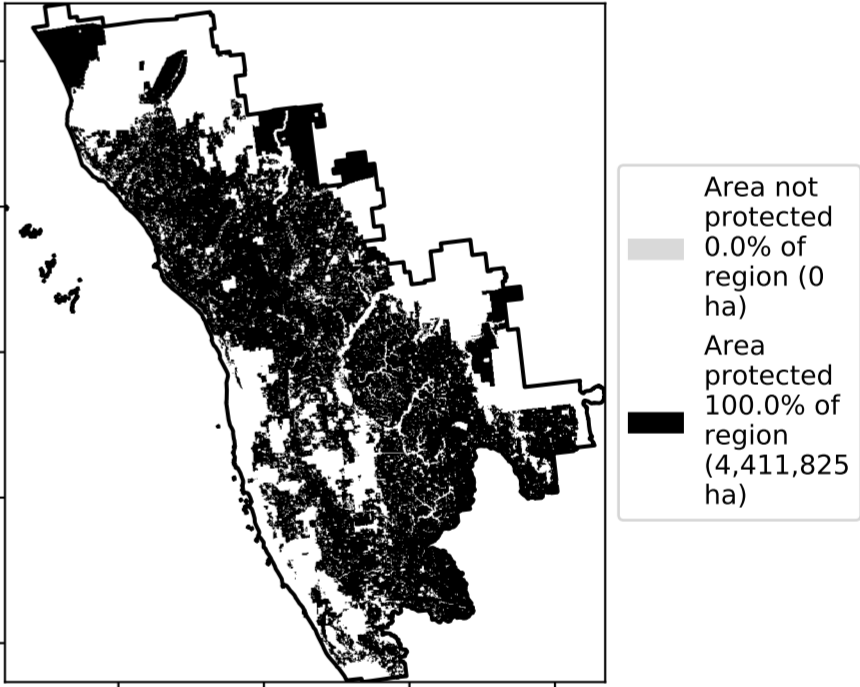 Area not
protected
0.0% of
region (0
ha)
Area
protected
100.0% of
region
(4,411,825
ha)